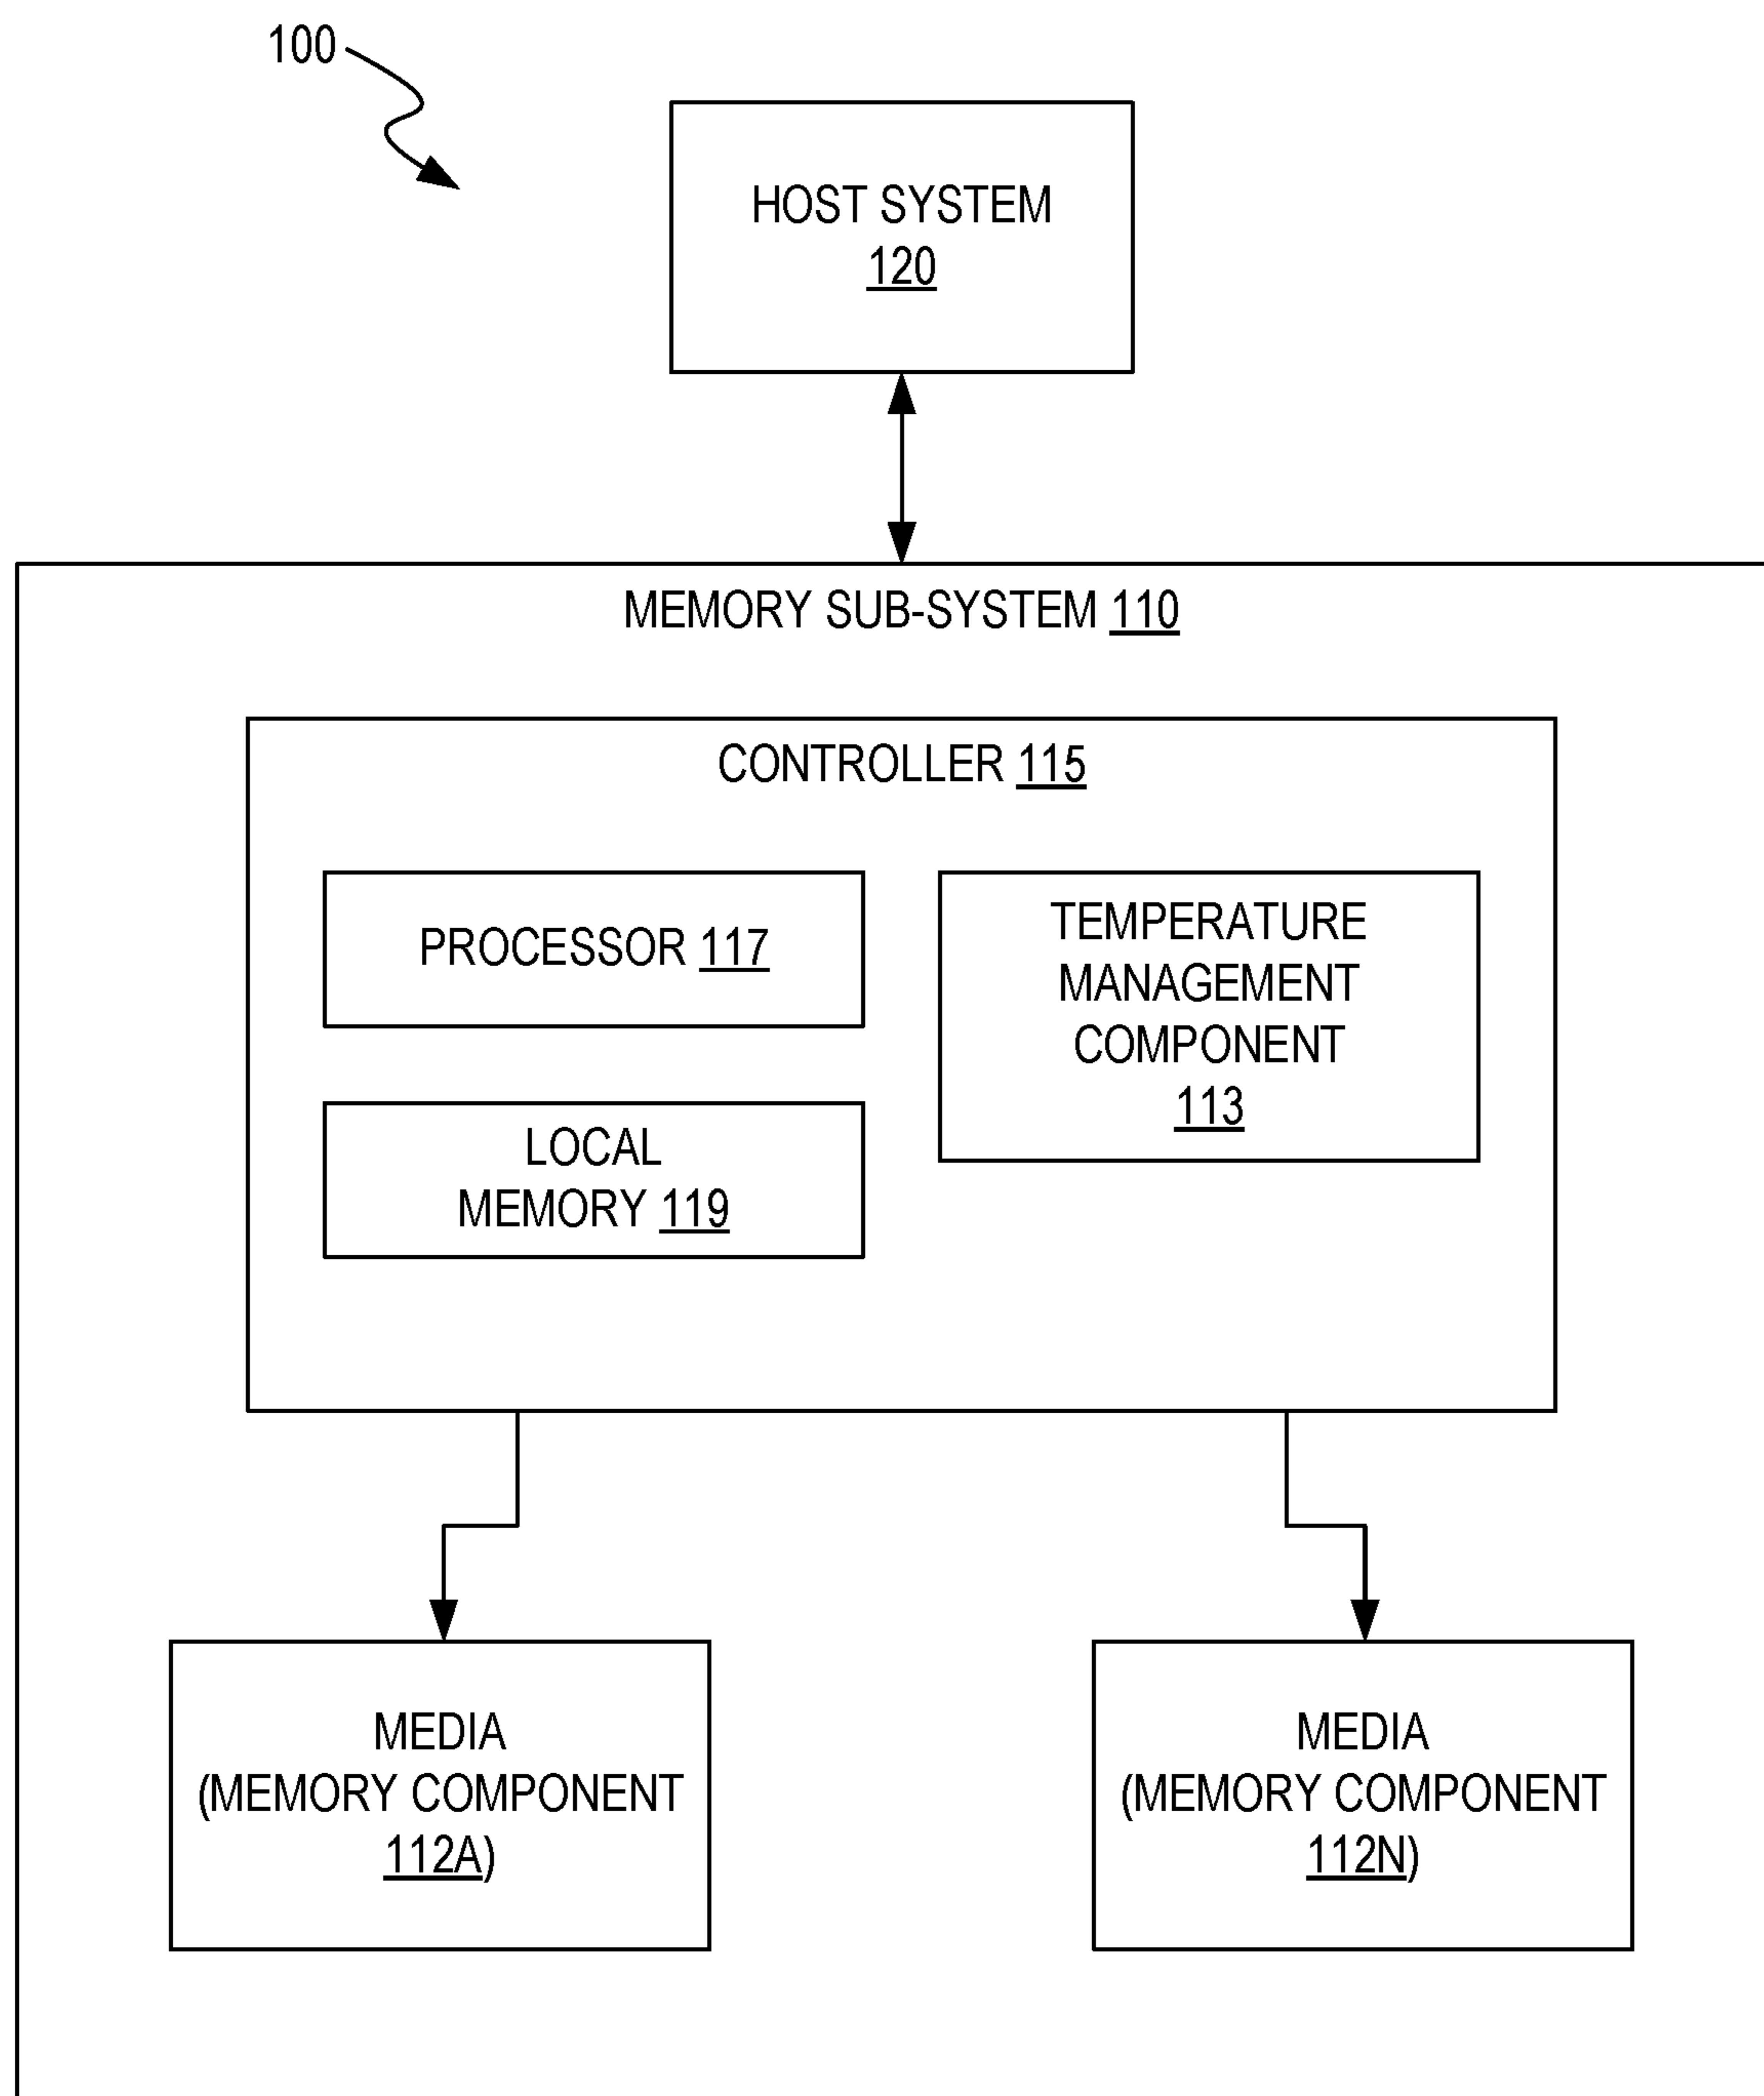 100
HOST SYSTEM
120
MEMORY SUB-SYSTEM 110
CONTROLLER 115
PROCESSOR 117
TEMPERATURE
MANAGEMENT
COMPONENT
113
LOCAL
MEMORY 119
MEDIA
(MEMORY COMPONENT
112A)
MEDIA
(MEMORY COMPONENT
112N)